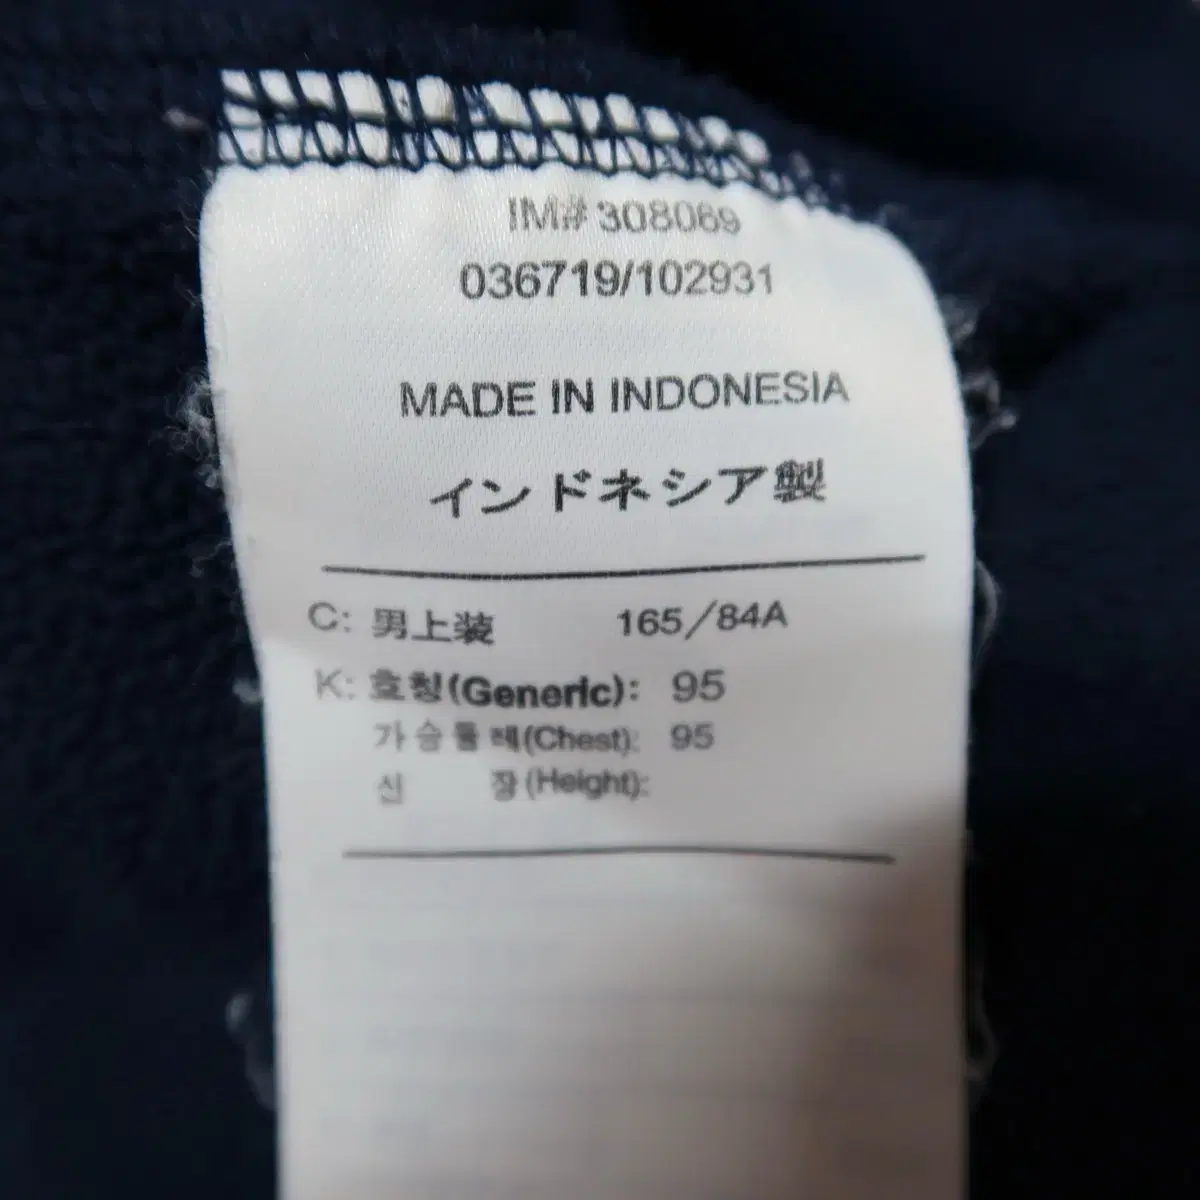 IM# 308069
036719/102931
MADE IN INDONESIA
インドネシア製
C: 男上装 165/84A
K: 호칭(Generic): 95
가슴둘레(Chest): 95
신 장(Height):